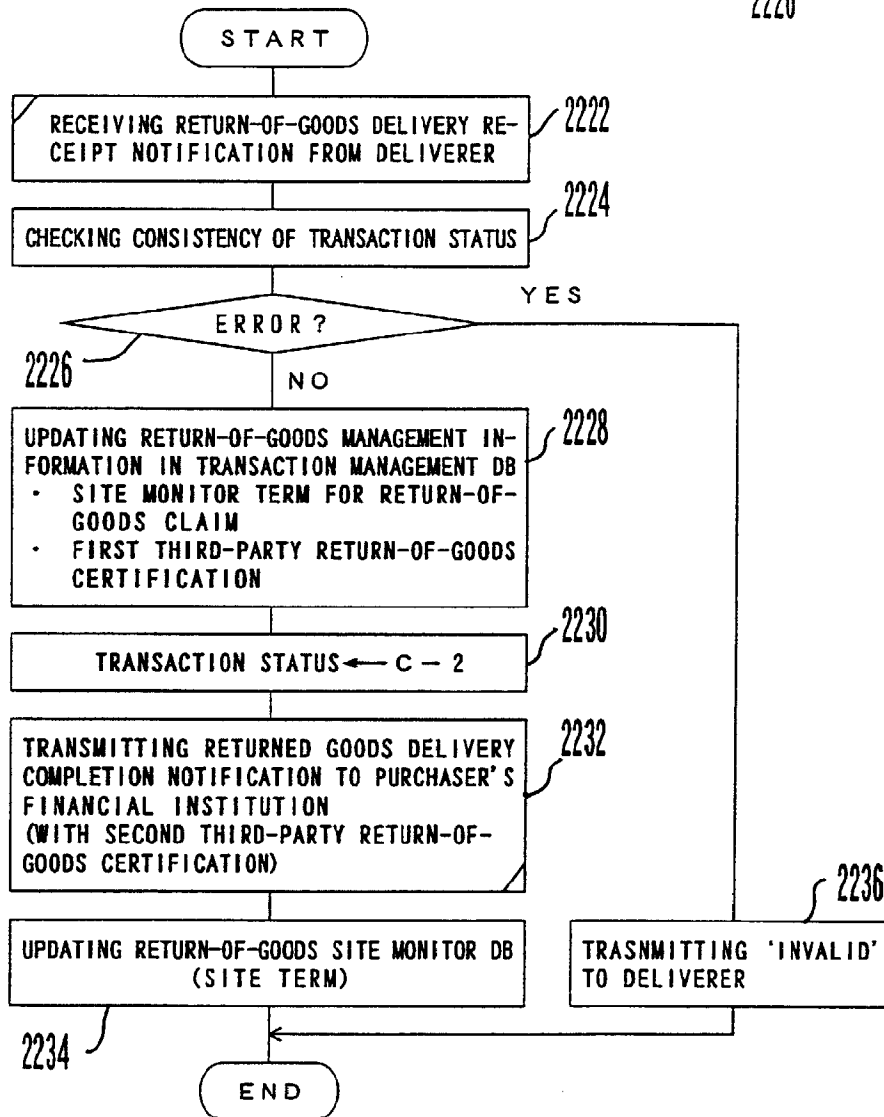 2220
START
RECEIVING RETURN-OF-GOODS DELIVERY RE-
CEIPT NOTIFICATION FROM DELIVERER
2222
CHECKING CONSISTENCY OF TRANSACTION STATUS
2224
ERROR?
YES
2226
NO
UPDATING RETURN-OF-GOODS MANAGEMENT IN-
FORMATION IN TRANSACTION MANAGEMENT DB
· SITE MONITOR TERM FOR RETURN-OF-
GOODS CLAIM
· FIRST THIRD-PARTY RETURN-OF-GOODS
CERTIFICATION
2228
TRANSACTION STATUS ← C - 2
2230
TRANSMITTING RETURNED GOODS DELIVERY
COMPLETION NOTIFICATION TO PURCHASER'S
FINANCIAL INSTITUTION
(WITH SECOND THIRD-PARTY RETURN-OF-
GOODS CERTIFICATION)
2232
UPDATING RETURN-OF-GOODS SITE MONITOR DB
(SITE TERM)
2234
TRASNMITTING 'INVALID'
TO DELIVERER
2236
END